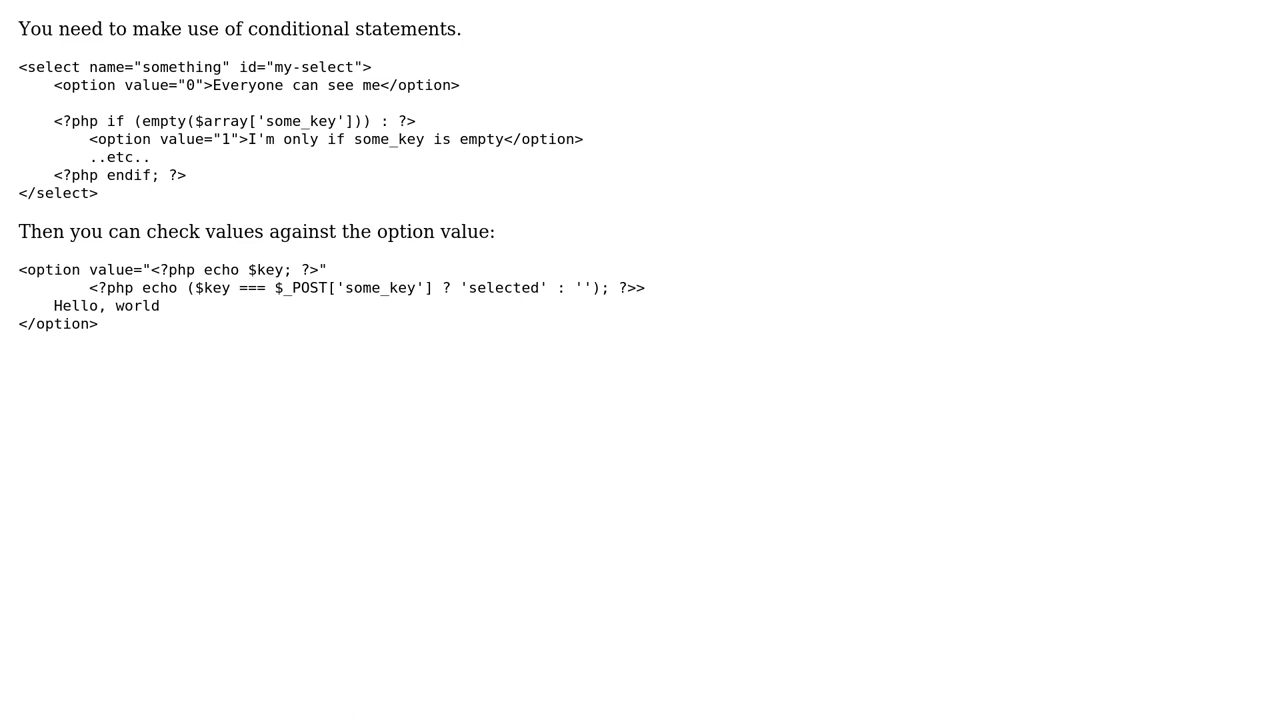 You need to make use of conditional statements.
<select name="something" id="my-select">
    <option value="0">Everyone can see me</option>

    <?php if (empty($array['some_key'])) : ?>
        <option value="1">I'm only if some_key is empty</option>
        ..etc..
    <?php endif; ?>
</select>
Then you can check values against the option value:
<option value="<?php echo $key; ?>"
        <?php echo ($key === $_POST['some_key'] ? 'selected' : ''); ?>>
    Hello, world
</option>